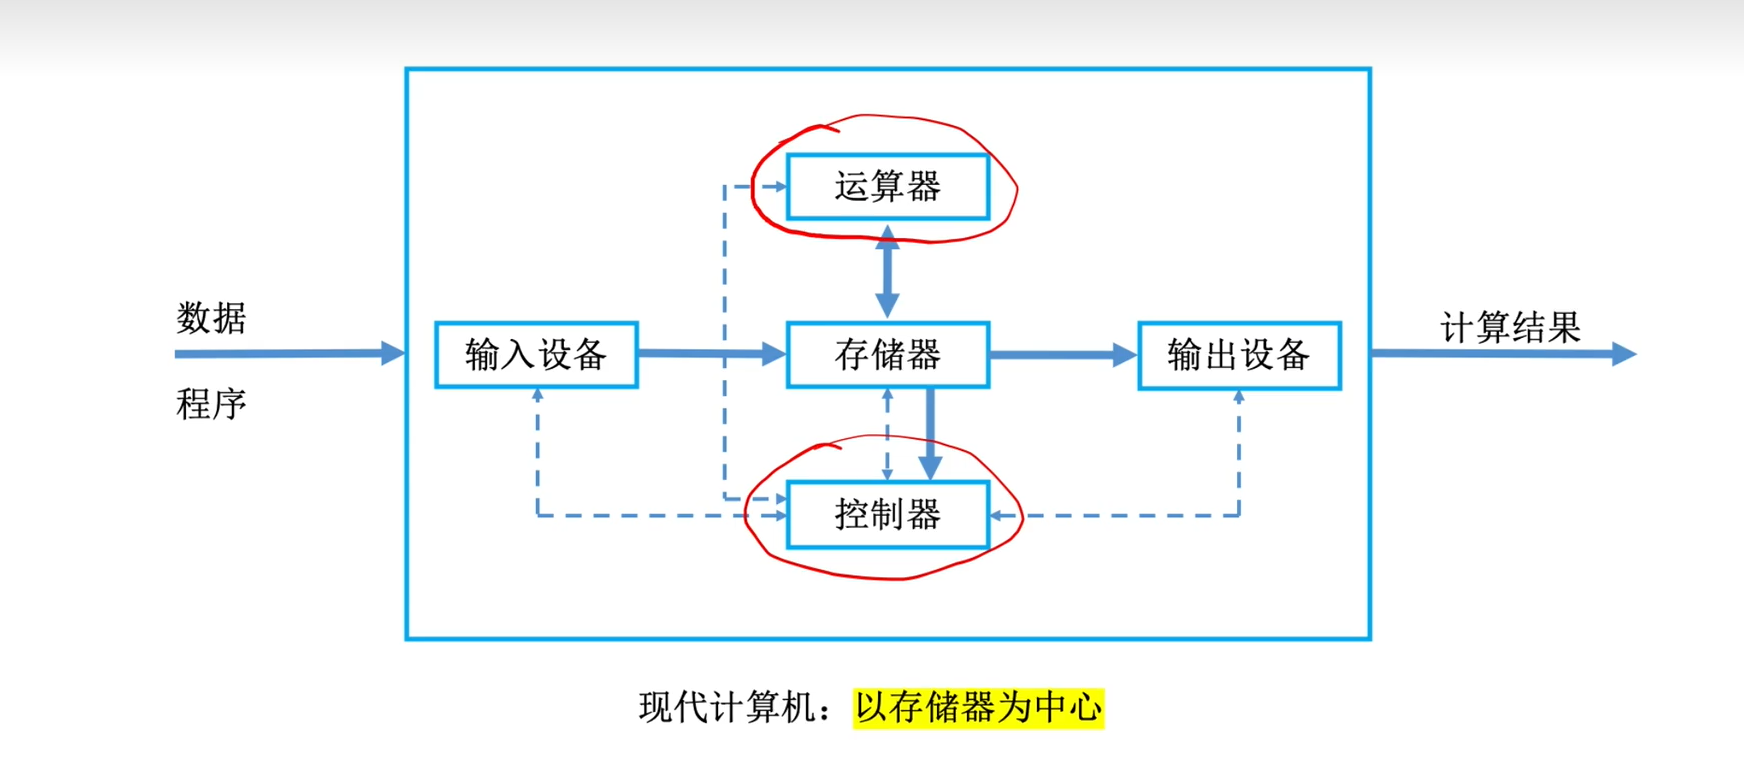 运算器
数据
程序
输入设备
存储器
输出设备
计算结果
控制器
现代计算机：以存储器为中心